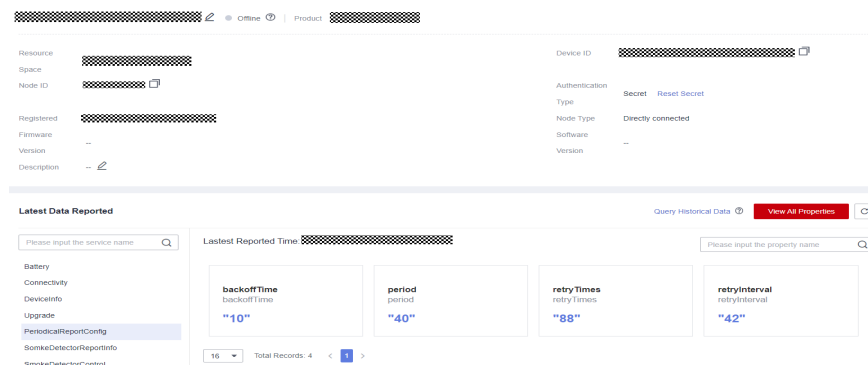 Offline | Product
Resource Space
Device ID
Node ID
Authentication Type
Secret Reset Secret
Registered
Node Type Directly connected
Firmware Version --
Software Version --
Description --
Latest Data Reported
Query Historical Data
View All Properties
Please input the service name
Lastest Reported Time
Please input the property name
Battery
Connectivity
DeviceInfo
Upgrade
PeriodicalReportConfig
SomkeDetectorReportInfo
SmokeDetectorControl
backoffTime
backoffTime
"10"
period
period
"40"
retryTimes
retryTimes
"88"
retryInterval
retryInterval
"42"
16 Total Records: 4 < 1 >